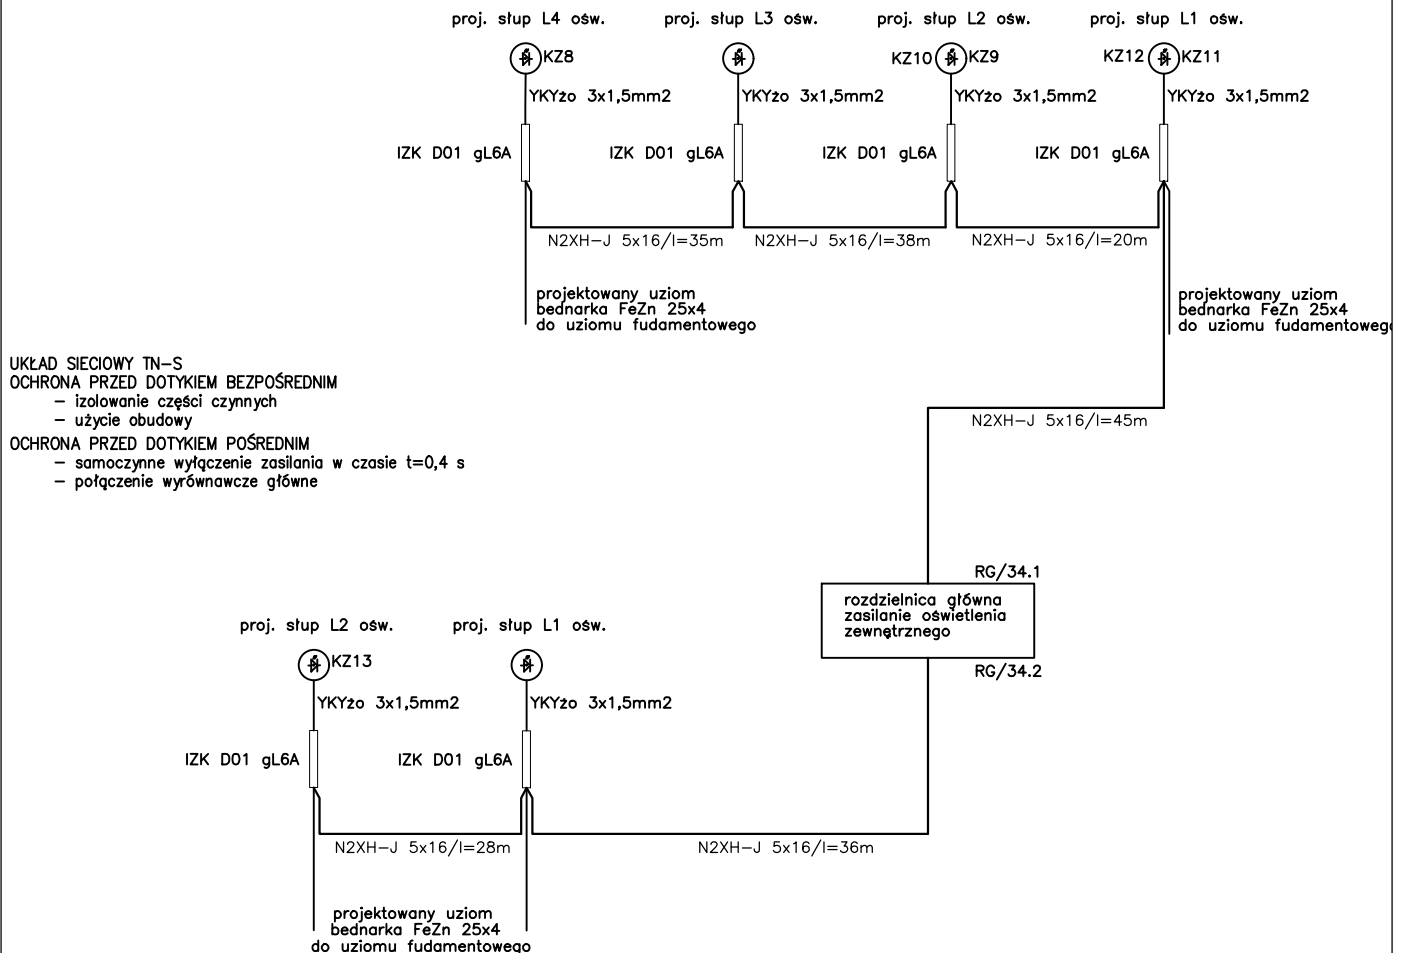 proj. słup L4 ośw.
proj. słup L3 ośw.
proj. słup L2 ośw.
proj. słup L1 ośw.
KZ8
KZ10
KZ9
KZ12
KZ11
YKYżo 3x1,5mm2
YKYżo 3x1,5mm2
YKYżo 3x1,5mm2
YKYżo 3x1,5mm2
IZK D01 gL6A
IZK D01 gL6A
IZK D01 gL6A
IZK D01 gL6A
N2XH-J 5x16/l=35m
N2XH-J 5x16/l=38m
N2XH-J 5x16/l=20m
projektowany uziom
bednarka FeZn 25x4
do uziomu fudamentowego
projektowany uziom
bednarka FeZn 25x4
do uziomu fudamentowego
UKŁAD SIECIOWY TN-S
OCHRONA PRZED DOTYKIEM BEZPOŚREDNIM
- izolowanie części czynnych
- użycie obudowy
OCHRONA PRZED DOTYKIEM POŚREDNIM
- samoczynne wyłączenie zasilania w czasie t=0,4 s
- połączenie wyrównawcze główne
N2XH-J 5x16/l=45m
RG/34.1
rozdzielnica główna
zasilanie oświetlenia
zewnętrznego
RG/34.2
proj. słup L2 ośw.
proj. słup L1 ośw.
KZ13
YKYżo 3x1,5mm2
YKYżo 3x1,5mm2
IZK D01 gL6A
IZK D01 gL6A
N2XH-J 5x16/l=28m
N2XH-J 5x16/l=36m
projektowany uziom
bednarka FeZn 25x4
do uziomu fudamentowego